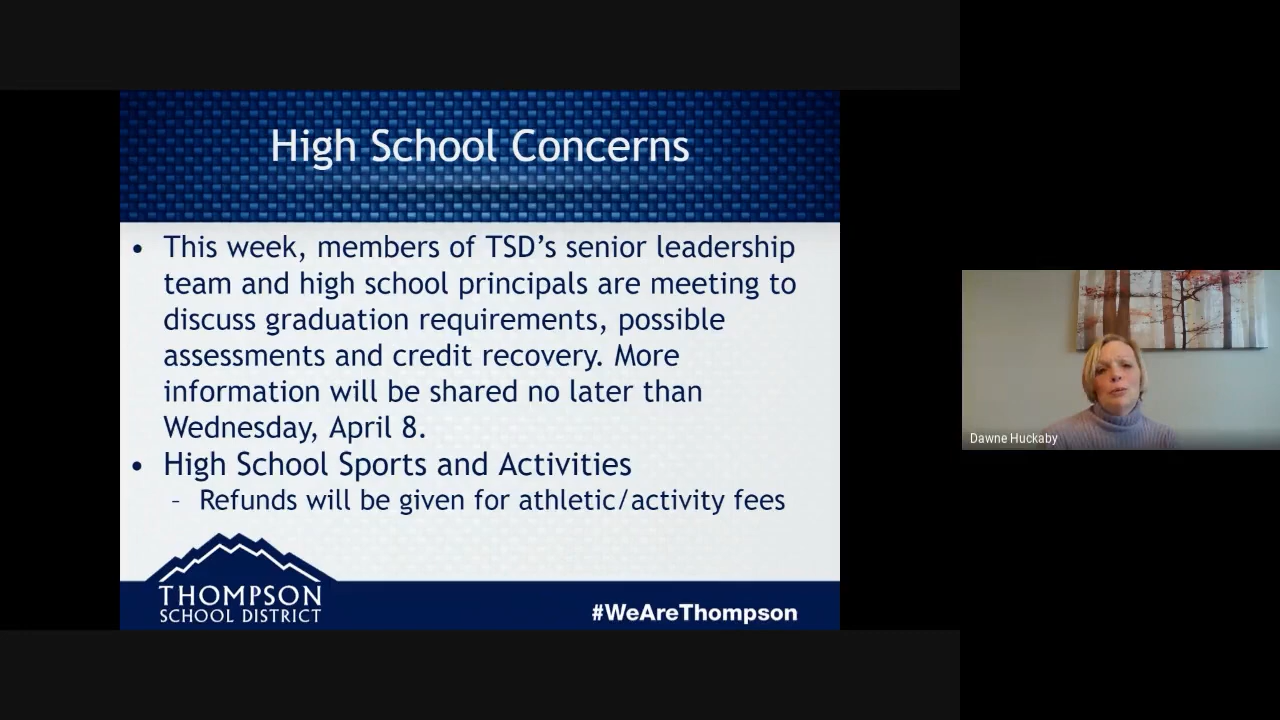 High School Concerns
• This week, members of TSD's senior leadership
team and high school principals are meeting to
discuss graduation requirements, possible
assessments and credit recovery. More
information will be shared no later than
Wednesday, April 8.
• High School Sports and Activities
– Refunds will be given for athletic/activity fees
THOMPSON
SCHOOL DISTRICT
#WeAreThompson
Dawne Huckaby